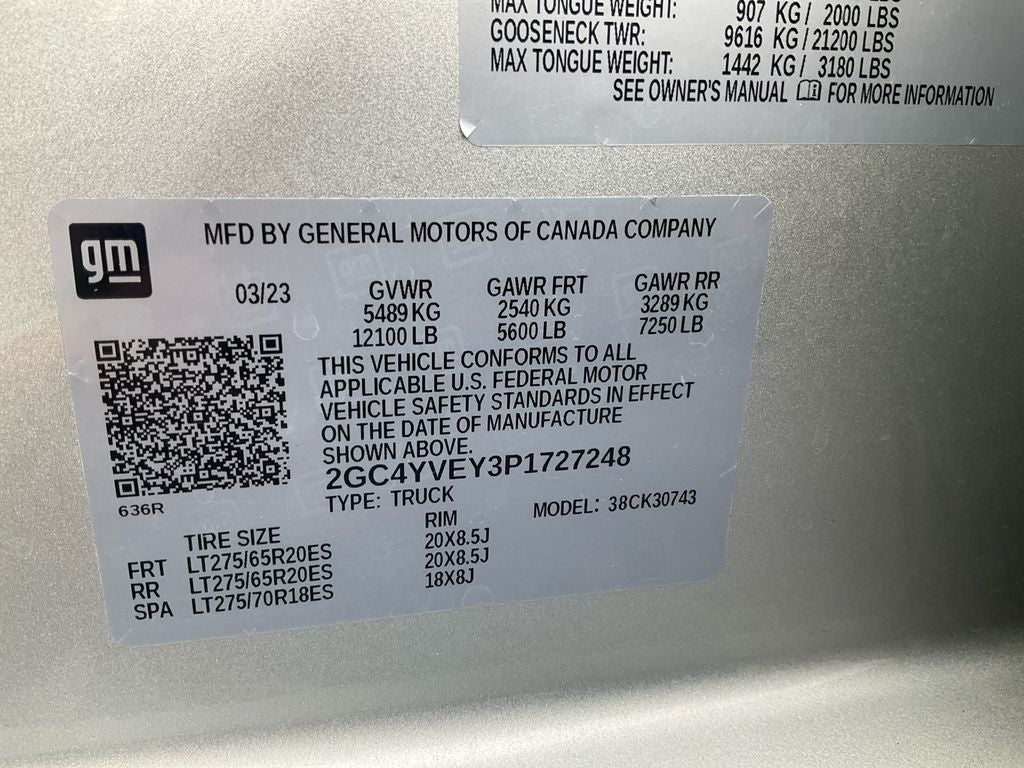 MAX TONGUE WEIGHT: 907 KG/ 2000 LBS
GOOSENECK TWR: 9616 KG/21200 LBS
MAX TONGUE WEIGHT: 1442 KG/ 3180 LBS
SEE OWNER'S MANUAL FOR MORE INFORMATION
gm
MFD BY GENERAL MOTORS OF CANADA COMPANY
03/23 GVWR GAWR FRT GAWR RR
5489 KG 2540 KG 3289 KG
12100 LB 5600 LB 7250 LB
THIS VEHICLE CONFORMS TO ALL
APPLICABLE U.S. FEDERAL MOTOR
VEHICLE SAFETY STANDARDS IN EFFECT
ON THE DATE OF MANUFACTURE
SHOWN ABOVE.
2GC4YVEY3P1727248
TYPE: TRUCK MODEL: 38CK30743
636R
TIRE SIZE RIM
FRT LT275/65R20ES 20X8.5J
RR LT275/65R20ES 20X8.5J
SPA LT275/70R18ES 18X8J